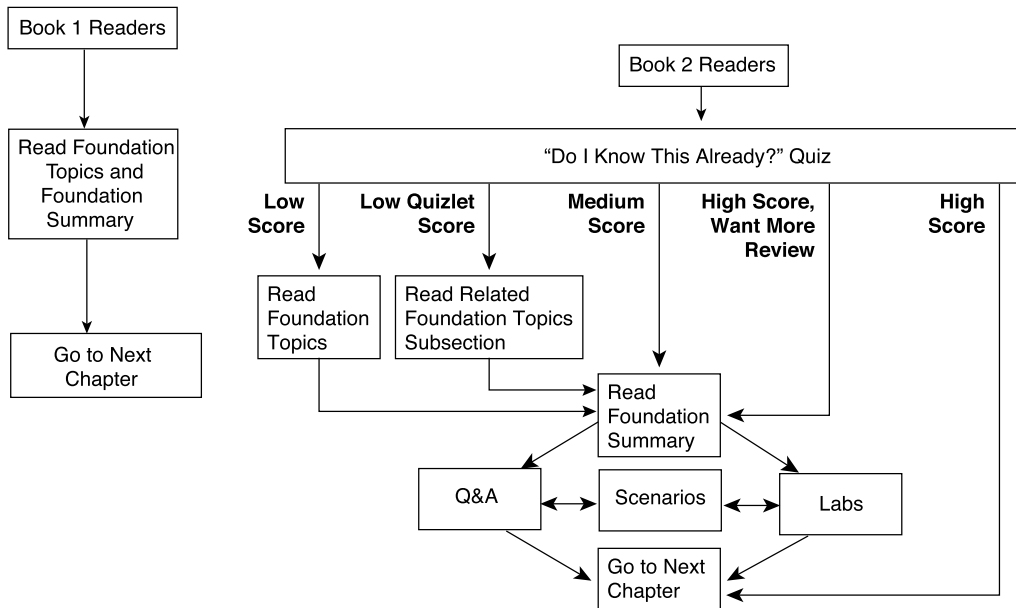 Book 1 Readers
Read Foundation
Topics and
Foundation
Summary
Go to Next
Chapter
Book 2 Readers
“Do I Know This Already?” Quiz
Low
Score
Low Quizlet
Score
Medium
Score
High Score,
Want More
Review
High
Score
Read
Foundation
Topics
Read Related
Foundation Topics
Subsection
Read
Foundation
Summary
Q&A
Scenarios
Labs
Go to Next
Chapter